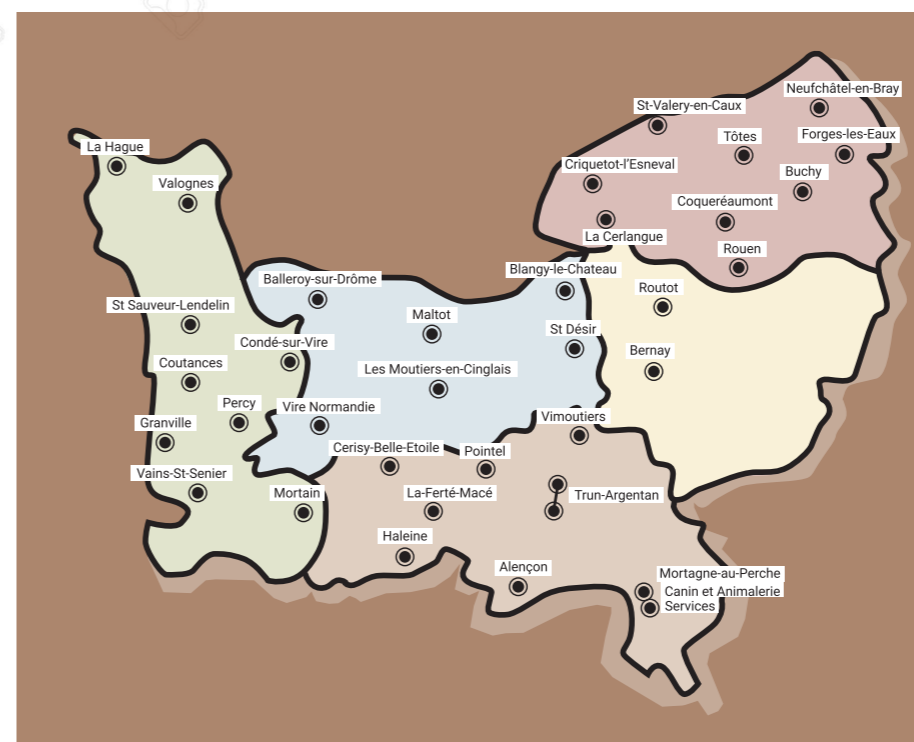 Neufchâtel-en-Bray
St-Valery-en-Caux
Tôtes
Forges-les-Eaux
La Hague
Criquetot-l'Esneval
Buchy
Valognes
Coqueréaumont
La Cerlangue
Rouen
Blangy-le-Chateau
Balleroy-sur-Drôme
Routot
St Sauveur-Lendelin
Maltot
St Désir
Condé-sur-Vire
Bernay
Coutances
Les Moutiers-en-Cinglais
Percy
Vire Normandie
Vimoutiers
Granville
Cerisy-Belle-Etoile
Pointel
Vains-St-Senier
Mortain
La-Ferté-Macé
Trun-Argentan
Haleine
Alençon
Mortagne-au-Perche
Canin et Animalerie
Services